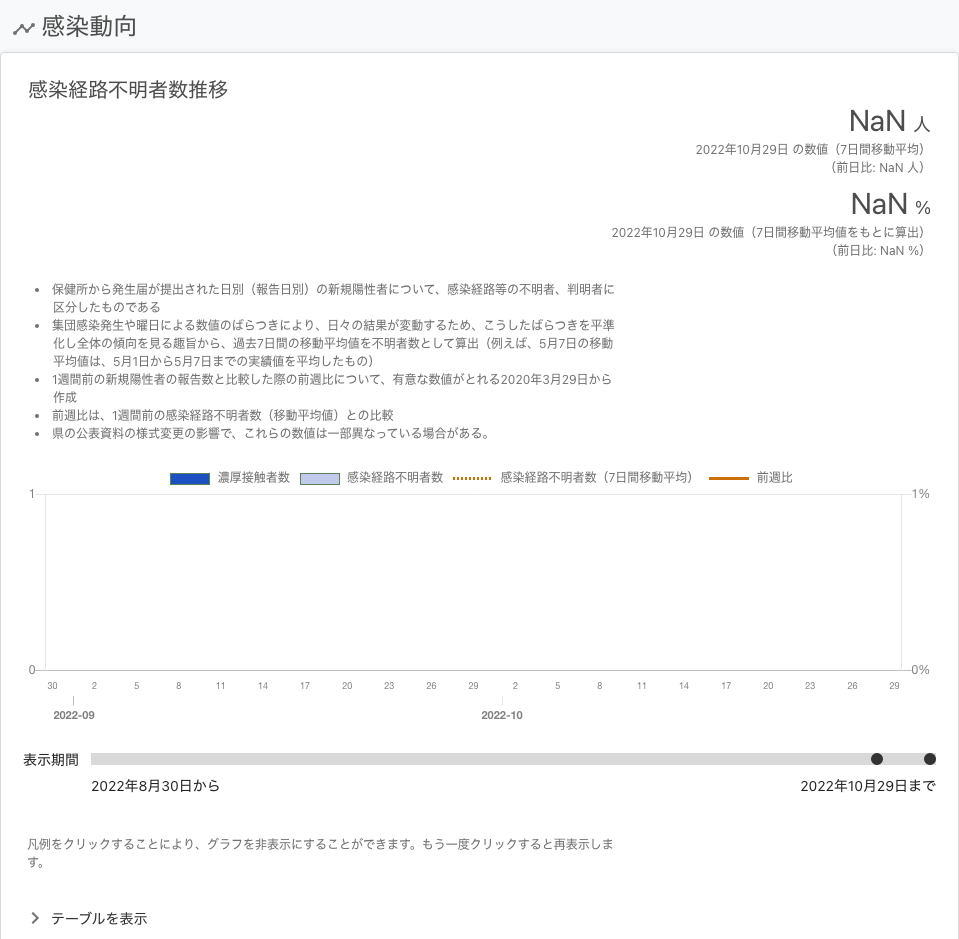 感染動向
感染経路不明者数推移
NaN 人
2022年10月29日 の数値（7日間移動平均）
（前日比: NaN 人）
NaN %
2022年10月29日 の数値（7日間移動平均値をもとに算出）
（前日比: NaN %）
• 保健所から発生届が提出された日別（報告日別）の新規陽性者について、感染経路等の不明者、判明者に
区分したものである
• 集団感染発生や曜日による数値のばらつきにより、日々の結果が変動するため、こうしたばらつきを平準
化し全体の傾向を見る趣旨から、過去7日間の移動平均値を不明者数として算出（例えば、5月7日の移動
平均値は、5月1日から5月7日までの実績値を平均したもの）
• 1週間前の新規陽性者の報告数と比較した際の前週比について、有意な数値がとれる2020年3月29日から
作成
• 前週比は、1週間前の感染経路不明者数（移動平均値）との比較
• 県の公表資料の様式変更の影響で、これらの数値は一部異なっている場合がある。
濃厚接触者数 感染経路不明者数 感染経路不明者数（7日間移動平均） 前週比
1 1%
0 0%
30 2 5 8 11 14 17 20 23 26 29 2 5 8 11 14 17 20 23 26 29
2022-09 2022-10
表示期間
2022年8月30日から 2022年10月29日まで
凡例をクリックすることにより、グラフを非表示にすることができます。もう一度クリックすると再表示しま
す。
テーブルを表示